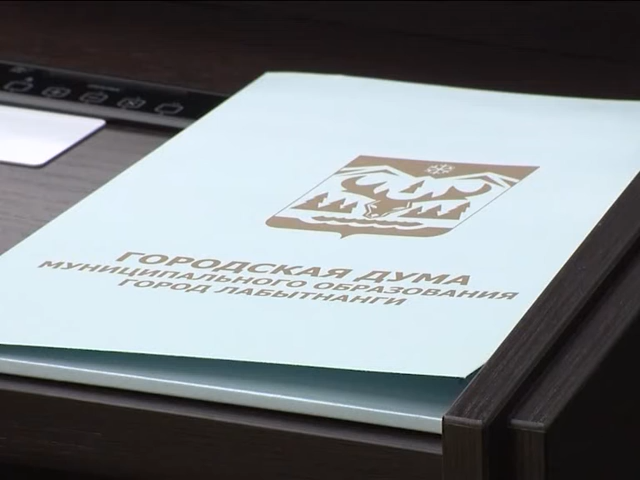 ГОРОДСКАЯ ДУМА
МУНИЦИПАЛЬНОГО ОБРАЗОВАНИЯ
ГОРОД ЛАБЫТНАНГИ